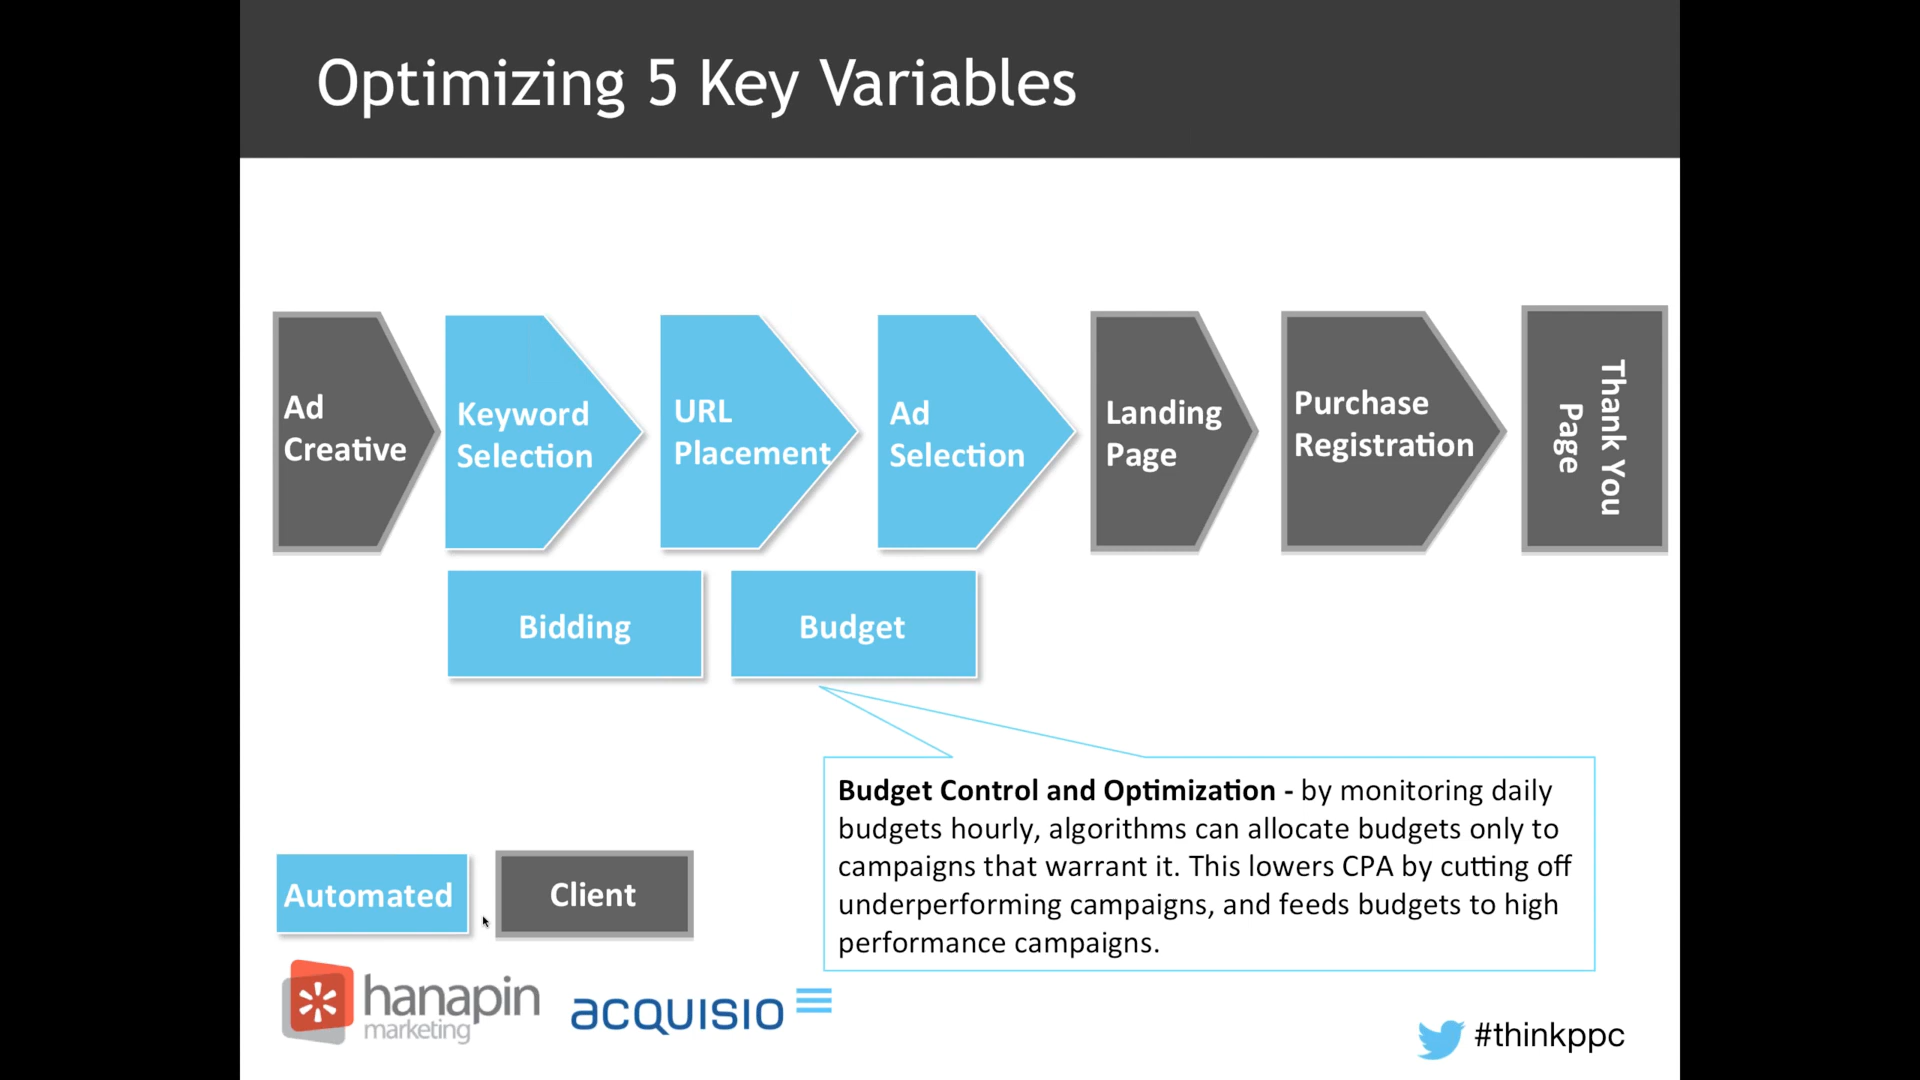 Optimizing 5 Key Variables
Ad
Creative
Keyword
Selection
URL
Placement
Ad
Selection
Landing
Page
Purchase
Registration
Thank You
Page
Bidding
Budget
Budget Control and Optimization - by monitoring daily
budgets hourly, algorithms can allocate budgets only to
campaigns that warrant it. This lowers CPA by cutting off
underperforming campaigns, and feeds budgets to high
performance campaigns.
Automated
Client
hanapin
marketing
acquisio
#thinkppc